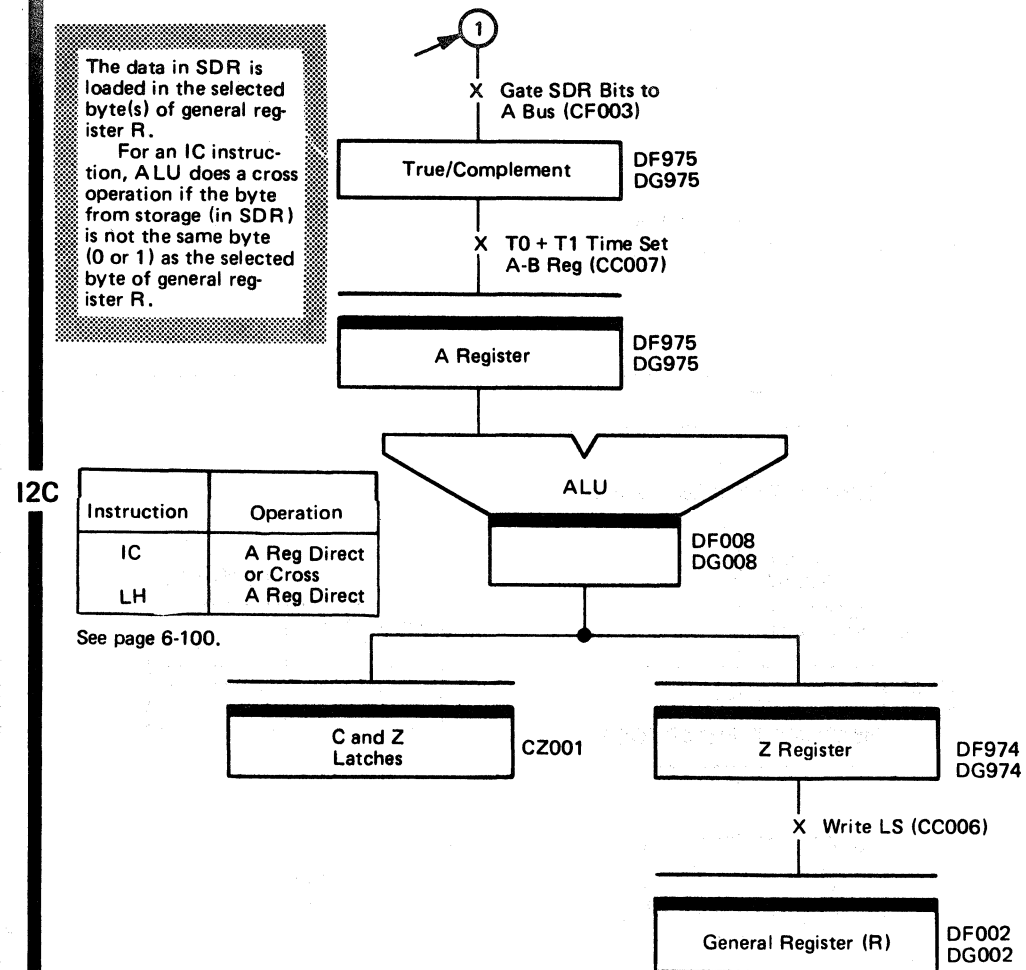 1
The data in SDR is
loaded in the selected
byte(s) of general reg-
ister R.
For an IC instruc-
tion, ALU does a cross
operation if the byte
from storage (in SDR)
is not the same byte
(0 or 1) as the selected
byte of general reg-
ister R.
X Gate SDR Bits to
A Bus (CF003)
True/Complement
DF975
DG975
X T0 + T1 Time Set
A-B Reg (CC007)
A Register
DF975
DG975
I2C
Instruction Operation
IC A Reg Direct
or Cross
LH A Reg Direct
See page 6-100.
ALU
DF008
DG008
C and Z
Latches
CZ001
Z Register
DF974
DG974
X Write LS (CC006)
General Register (R)
DF002
DG002